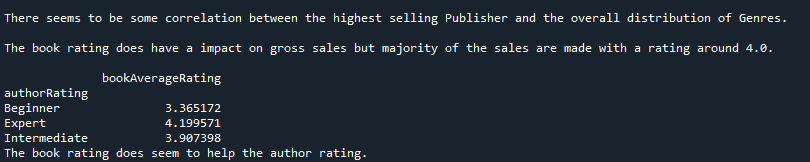 There seems to be some correlation between the highest selling Publisher and the overall distribution of Genres.
The book rating does have a impact on gross sales but majority of the sales are made with a rating around 4.0.
bookAverageRating
authorRating
Beginner 3.365172
Expert 4.199571
Intermediate 3.907398
The book rating does seem to help the author rating.